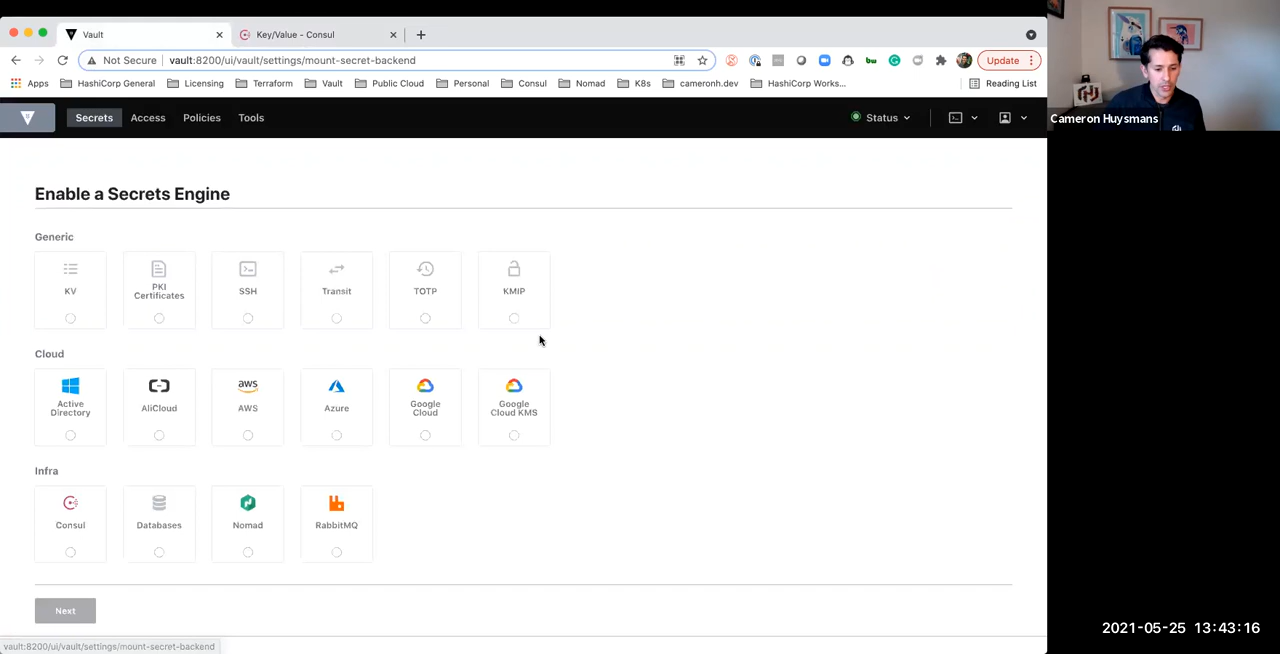 Vault
Key/Value - Consul
Not Secure
vault:8200/ui/vault/settings/mount-secret-backend
bw
Update
Apps
HashiCorp General
Licensing
Terraform
Vault
Public Cloud
Personal
Consul
Nomad
K8s
cameronh.dev
HashiCorp Works...
Reading List
Secrets
Access
Policies
Tools
Status
Cameron Huysmans
Enable a Secrets Engine
Generic
KV
PKI
Certificates
SSH
Transit
TOTP
KMIP
Cloud
Active
Directory
AliCloud
aws
AWS
Azure
Google
Cloud
Google
Cloud KMS
Infra
Consul
Databases
Nomad
RabbitMQ
Next
vault:8200/ui/vault/settings/mount-secret-backend
2021-05-25 13:43:16